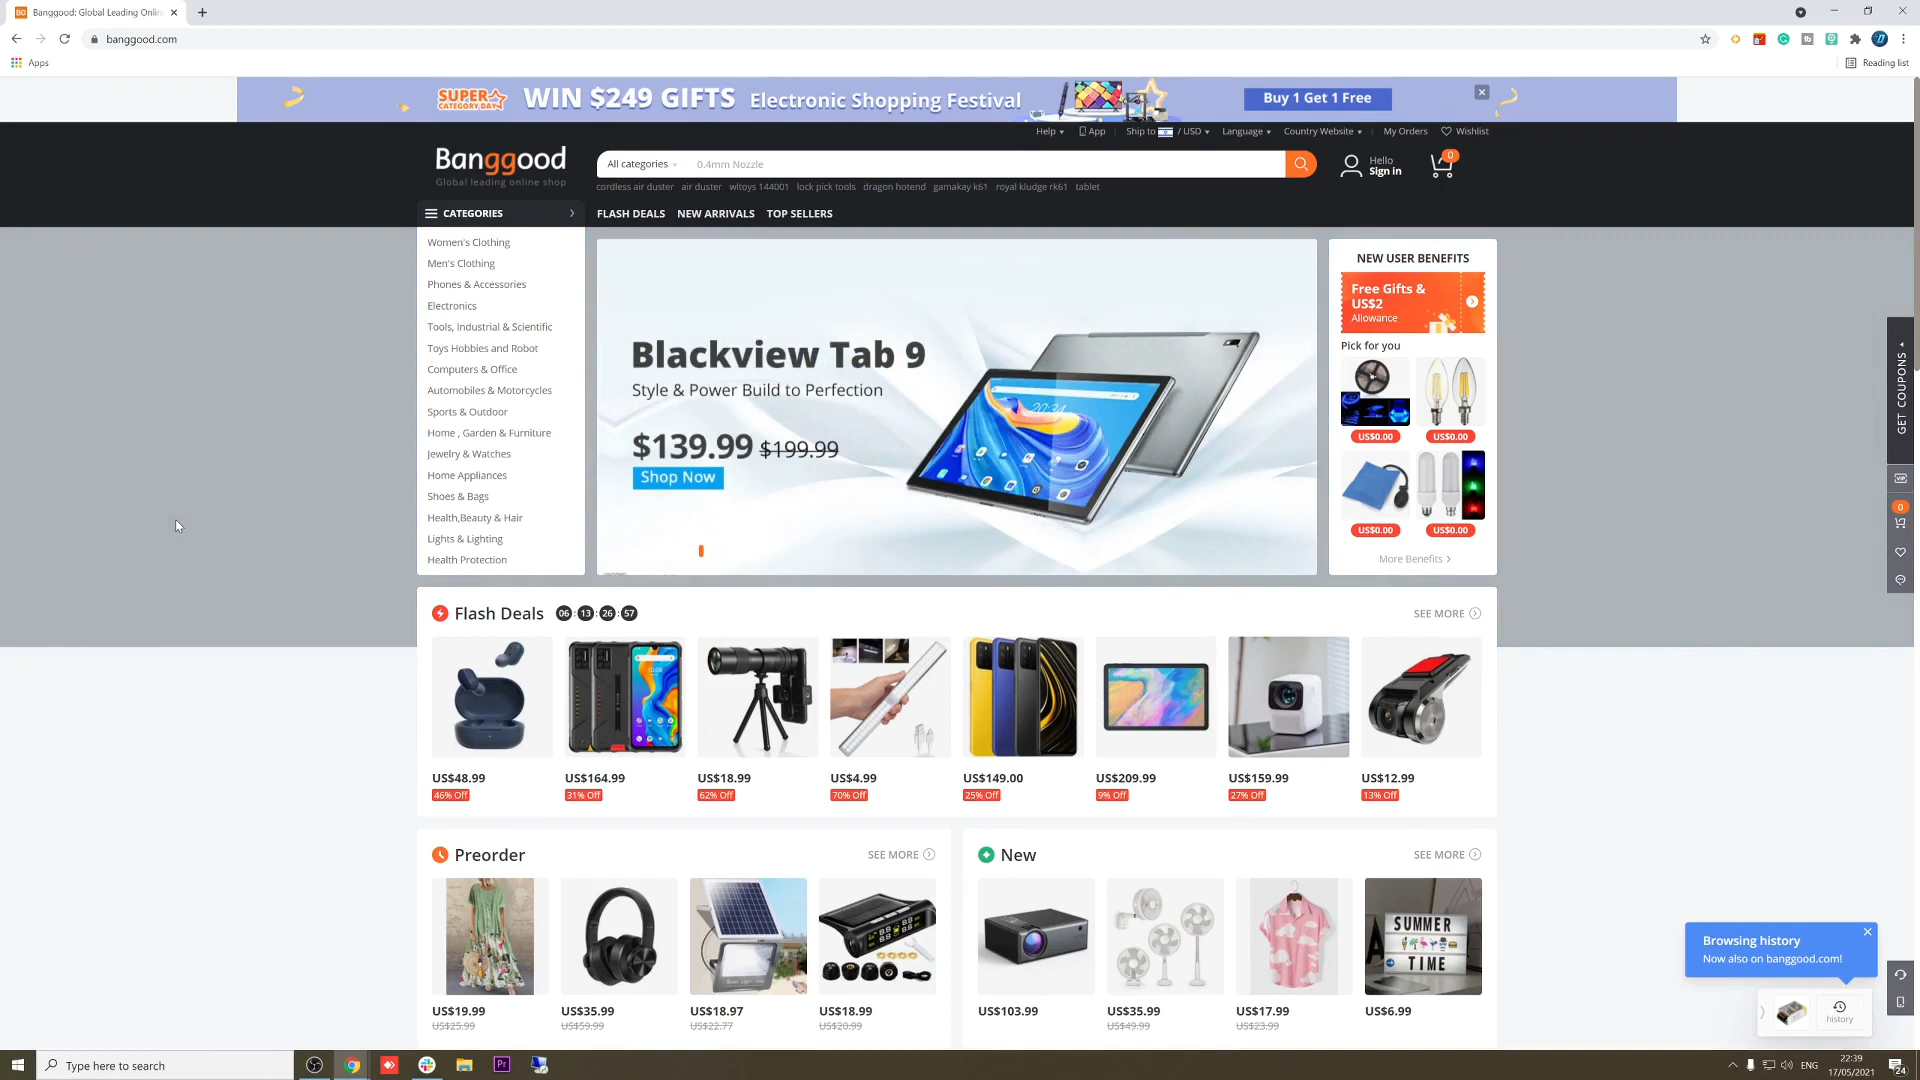 Banggood: Global Leading Onlin
banggood.com
Apps
Reading list
SUPER
CATEGORY DAY
WIN $249 GIFTS Electronic Shopping Festival
Buy 1 Get 1 Free
Help
App
Ship to / USD
Language
Country Website
My Orders
Wishlist
Banggood
Global leading online shop
All categories
0.4mm Nozzle
Hello
Sign in
0
cordless air duster air duster wltoys 144001 lock pick tools dragon hotend gamakay k61 royal kludge rk61 tablet
CATEGORIES
FLASH DEALS NEW ARRIVALS TOP SELLERS
Women's Clothing
Men's Clothing
Phones & Accessories
Electronics
Tools, Industrial & Scientific
Toys Hobbies and Robot
Computers & Office
Automobiles & Motorcycles
Sports & Outdoor
Home , Garden & Furniture
Jewelry & Watches
Home Appliances
Shoes & Bags
Health,Beauty & Hair
Lights & Lighting
Health Protection
Blackview Tab 9
Style & Power Build to Perfection
$139.99 $199.99
Shop Now
20:34
NEW USER BENEFITS
Free Gifts &
US$2
Allowance
Pick for you
US$0.00 US$0.00
US$0.00 US$0.00
More Benefits
GET COUPONS
VIP
0
Flash Deals 06 : 13 : 26 : 57
SEE MORE
US$48.99 US$164.99 US$18.99 US$4.99 US$149.00 US$209.99 US$159.99 US$12.99
46% Off 31% Off 62% Off 70% Off 25% Off 9% Off 27% Off 13% Off
Preorder
SEE MORE
New
SEE MORE
SUMMER
TIME
US$19.99 US$35.99 US$18.97 US$18.99
US$25.99 US$59.99 US$22.77 US$20.99
US$103.99 US$35.99 US$17.99 US$6.99
US$49.99 US$23.99
Browsing history
Now also on banggood.com!
history
Type here to search
Pr
ENG
22:39
17/05/2021
24